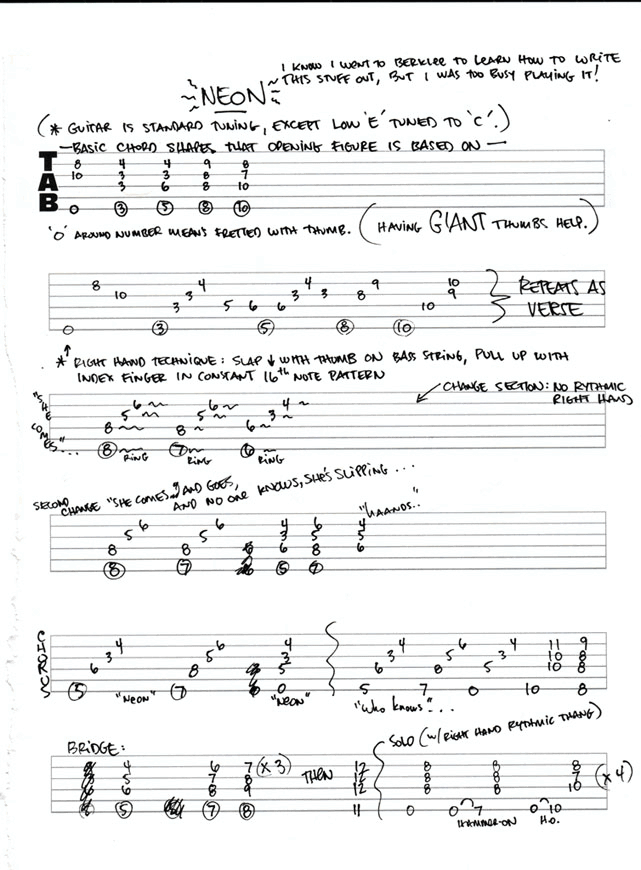 I KNOW I WENT TO BERKLEE TO LEARN HOW TO WRITE
THIS STUFF OUT, BUT I WAS TOO BUSY PLAYING IT!
NEON
(* GUITAR IS STANDARD TUNING, EXCEPT LOW 'E' TUNED TO 'C'.)
— BASIC CHORD SHAPES THAT OPENING FIGURE IS BASED ON —
TAB
8 4 4 9 8
10 3 3 8 7
3 6 8 10
0 3 5 8 10
'O' AROUND NUMBER MEANS FRETTED WITH THUMB. (HAVING GIANT THUMBS HELP.)
8 4 4 9 10
10 3 3 3 8 9
3 5 6 6 10
0 3 5 8 10
REPEATS AS
VERSE
* RIGHT HAND TECHNIQUE: SLAP ↓ WITH THUMB ON BASS STRING, PULL UP WITH
INDEX FINGER IN CONSTANT 16th NOTE PATTERN
CHANGE SECTION: NO RYTHMIC
RIGHT HAND
"SHE COMES"...
6 6 4
5 5 3
8 8 6
8 7 6
RING RING RING
SECOND CHANGE "SHE COMES.. AND GOES,
AND NO ONE KNOWS, SHE'S SLIPPING ...
"HAANDS.."
6 6 4 6 4
5 5 3 5 5
8 8 6 8 6
8 7 5 7
CHORUS
4 6 4 4 6 4 11 9
3 5 3 3 5 3 10 8
6 8 5 6 8 5 10 8
5 7 0 5 7 0 10 8
"NEON" "NEON" "WHO KNOWS"...
BRIDGE:
SOLO (W/RIGHT HAND RYTHMIC THANG)
4 6 7 (x 3) THEN 12 8 8 8
5 7 8 12 8 8 7 (x 4)
6 8 9 12 8 8 10
5 7 8 11 0 0 7 0 10
HAMMER-ON H.O.